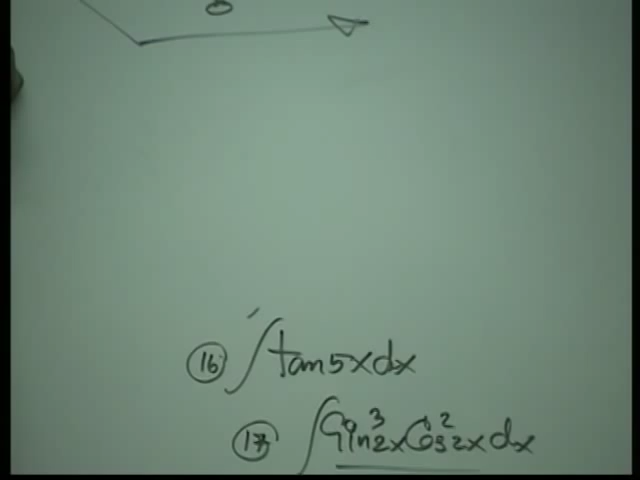 θ
16 ∫ tan5x dx
17 ∫ Sin³2x Cos²2x dx